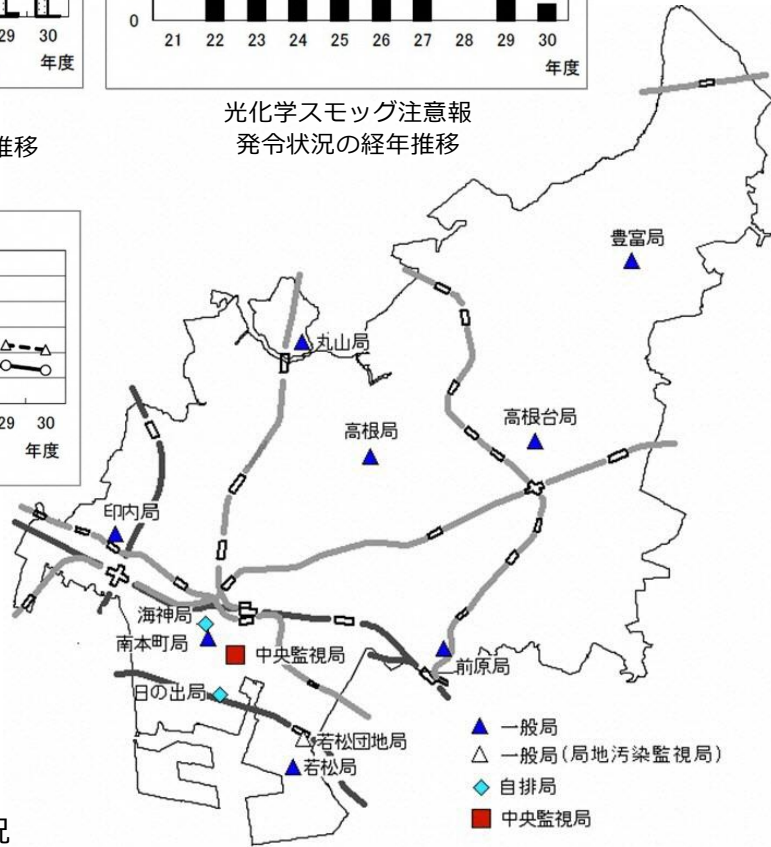 29 30
年度
0
21 22 23 24 25 26 27 28 29 30
年度
光化学スモッグ注意報
発令状況の経年推移
推移
29 30
年度
豊富局
丸山局
高根局
高根台局
印内局
海神局
南本町局
中央監視局
前原局
日の出局
若松団地局
若松局
一般局
一般局(局地汚染監視局)
自排局
中央監視局
況